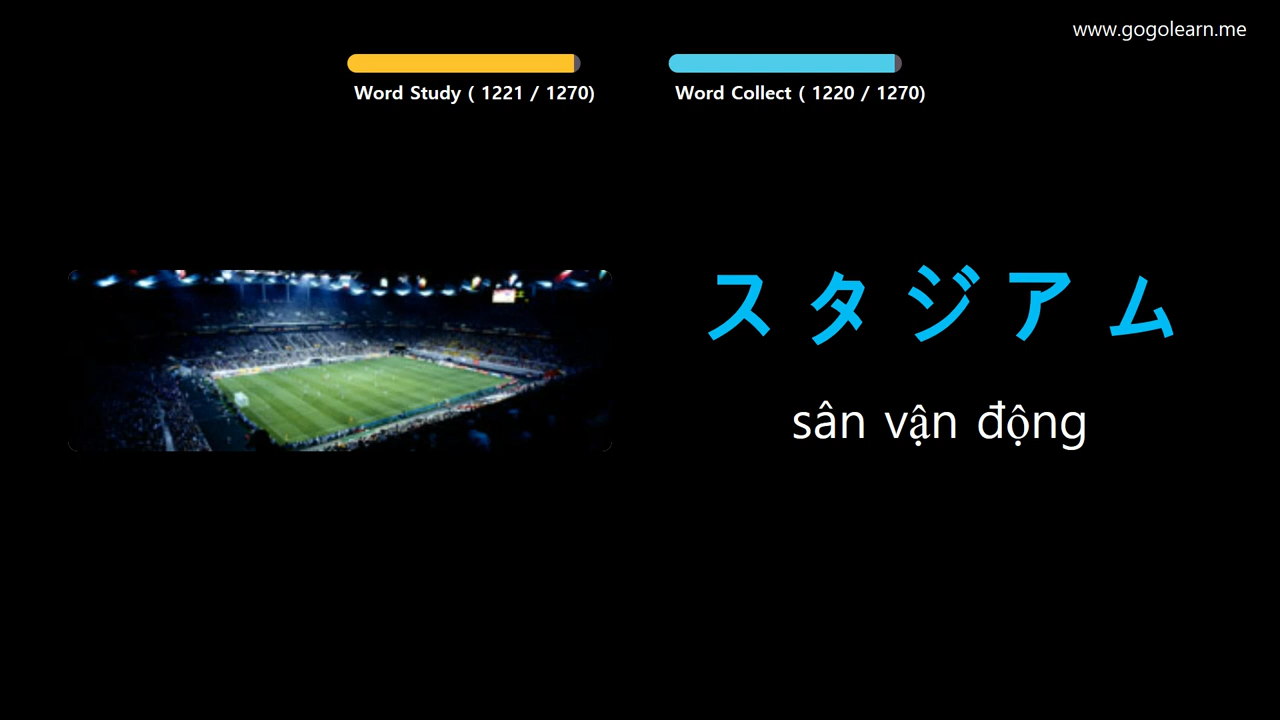 www.gogolearn.me
Word Study ( 1221 / 1270)
Word Collect ( 1220 / 1270)
スタジアム
sân vận động